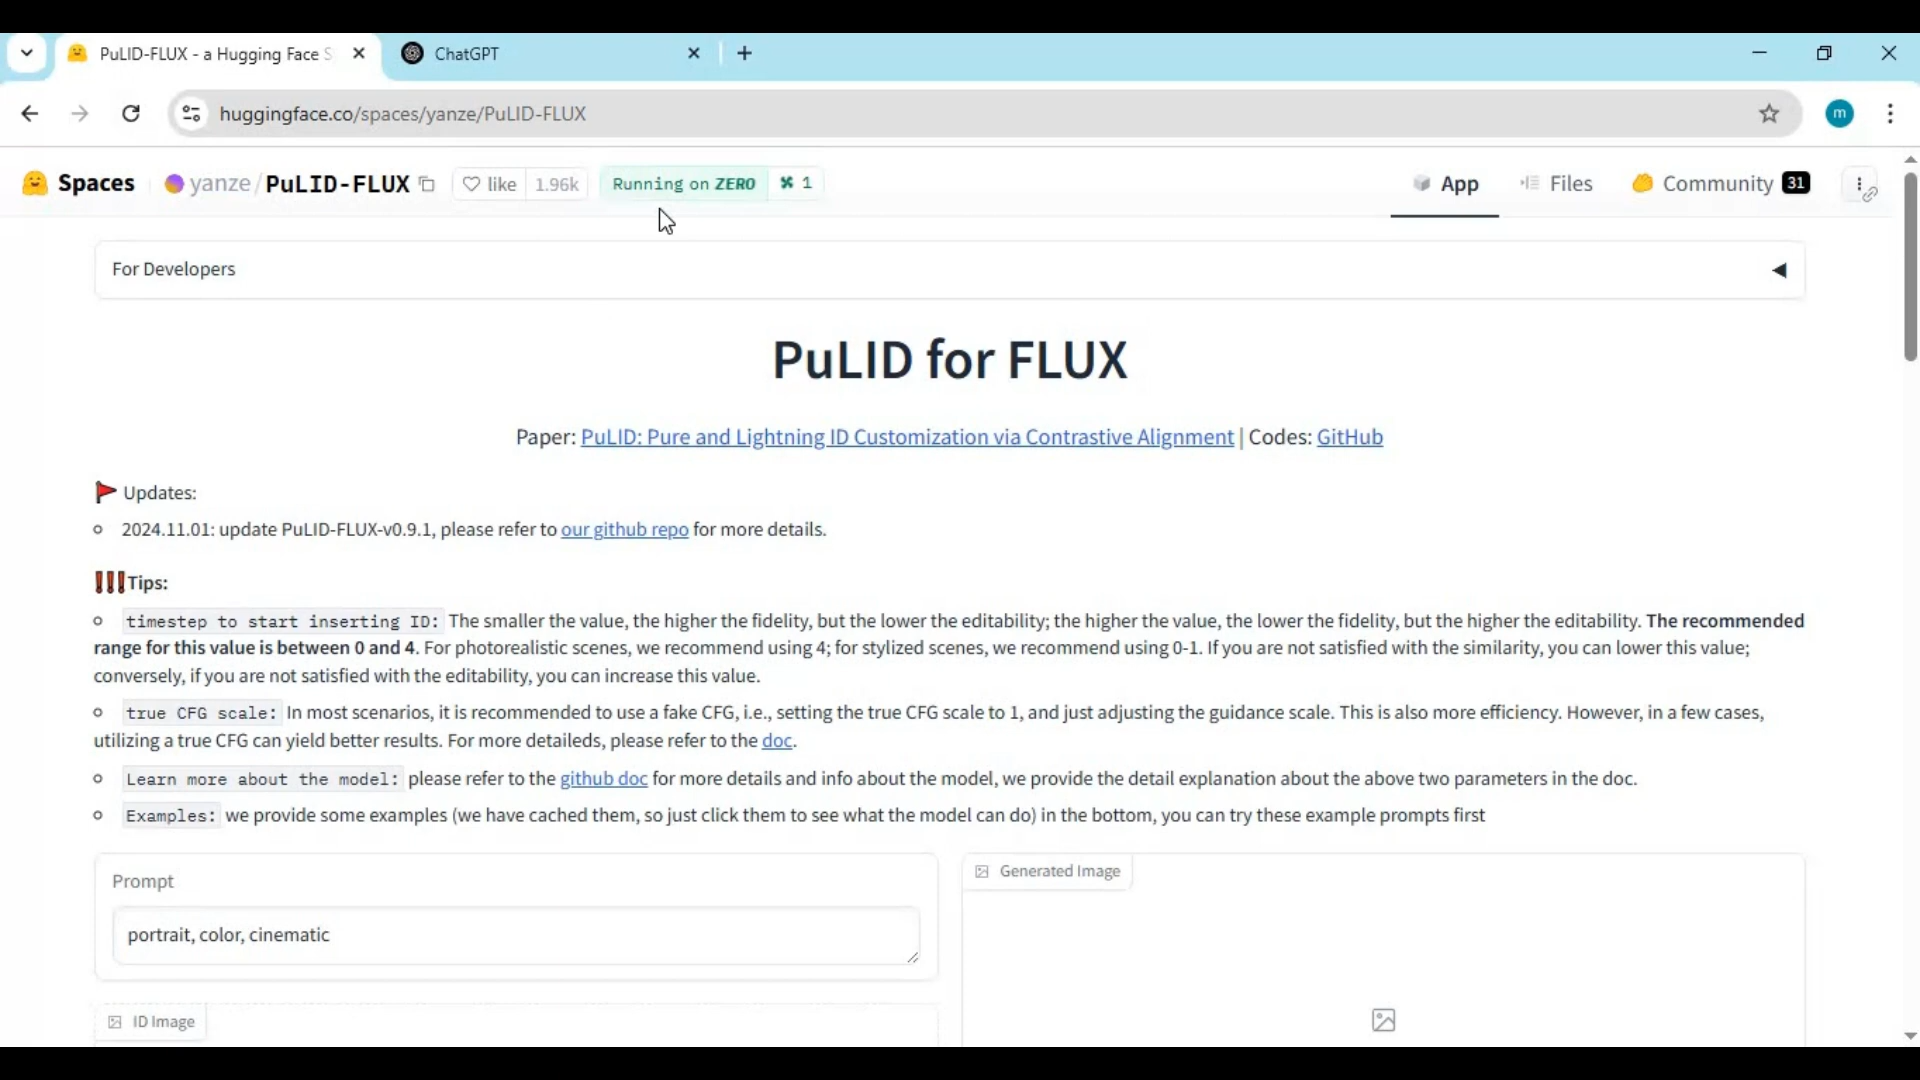 PuLID-FLUX - a Hugging Face S
ChatGPT
huggingface.co/spaces/yanze/PuLID-FLUX
m
Spaces yanze/PuLID-FLUX like 1.96k Running on ZERO 1 App Files Community 31
For Developers
PuLID for FLUX
Paper: PuLID: Pure and Lightning ID Customization via Contrastive Alignment | Codes: GitHub
🚩 Updates:
2024.11.01: update PuLID-FLUX-v0.9.1, please refer to our github repo for more details.
❗❗❗Tips:
timestep to start inserting ID: The smaller the value, the higher the fidelity, but the lower the editability; the higher the value, the lower the fidelity, but the higher the editability. The recommended
range for this value is between 0 and 4. For photorealistic scenes, we recommend using 4; for stylized scenes, we recommend using 0-1. If you are not satisfied with the similarity, you can lower this value;
conversely, if you are not satisfied with the editability, you can increase this value.
true CFG scale: In most scenarios, it is recommended to use a fake CFG, i.e., setting the true CFG scale to 1, and just adjusting the guidance scale. This is also more efficiency. However, in a few cases,
utilizing a true CFG can yield better results. For more detaileds, please refer to the doc.
Learn more about the model: please refer to the github doc for more details and info about the model, we provide the detail explanation about the above two parameters in the doc.
Examples: we provide some examples (we have cached them, so just click them to see what the model can do) in the bottom, you can try these example prompts first
Prompt
portrait, color, cinematic
Generated Image
ID Image